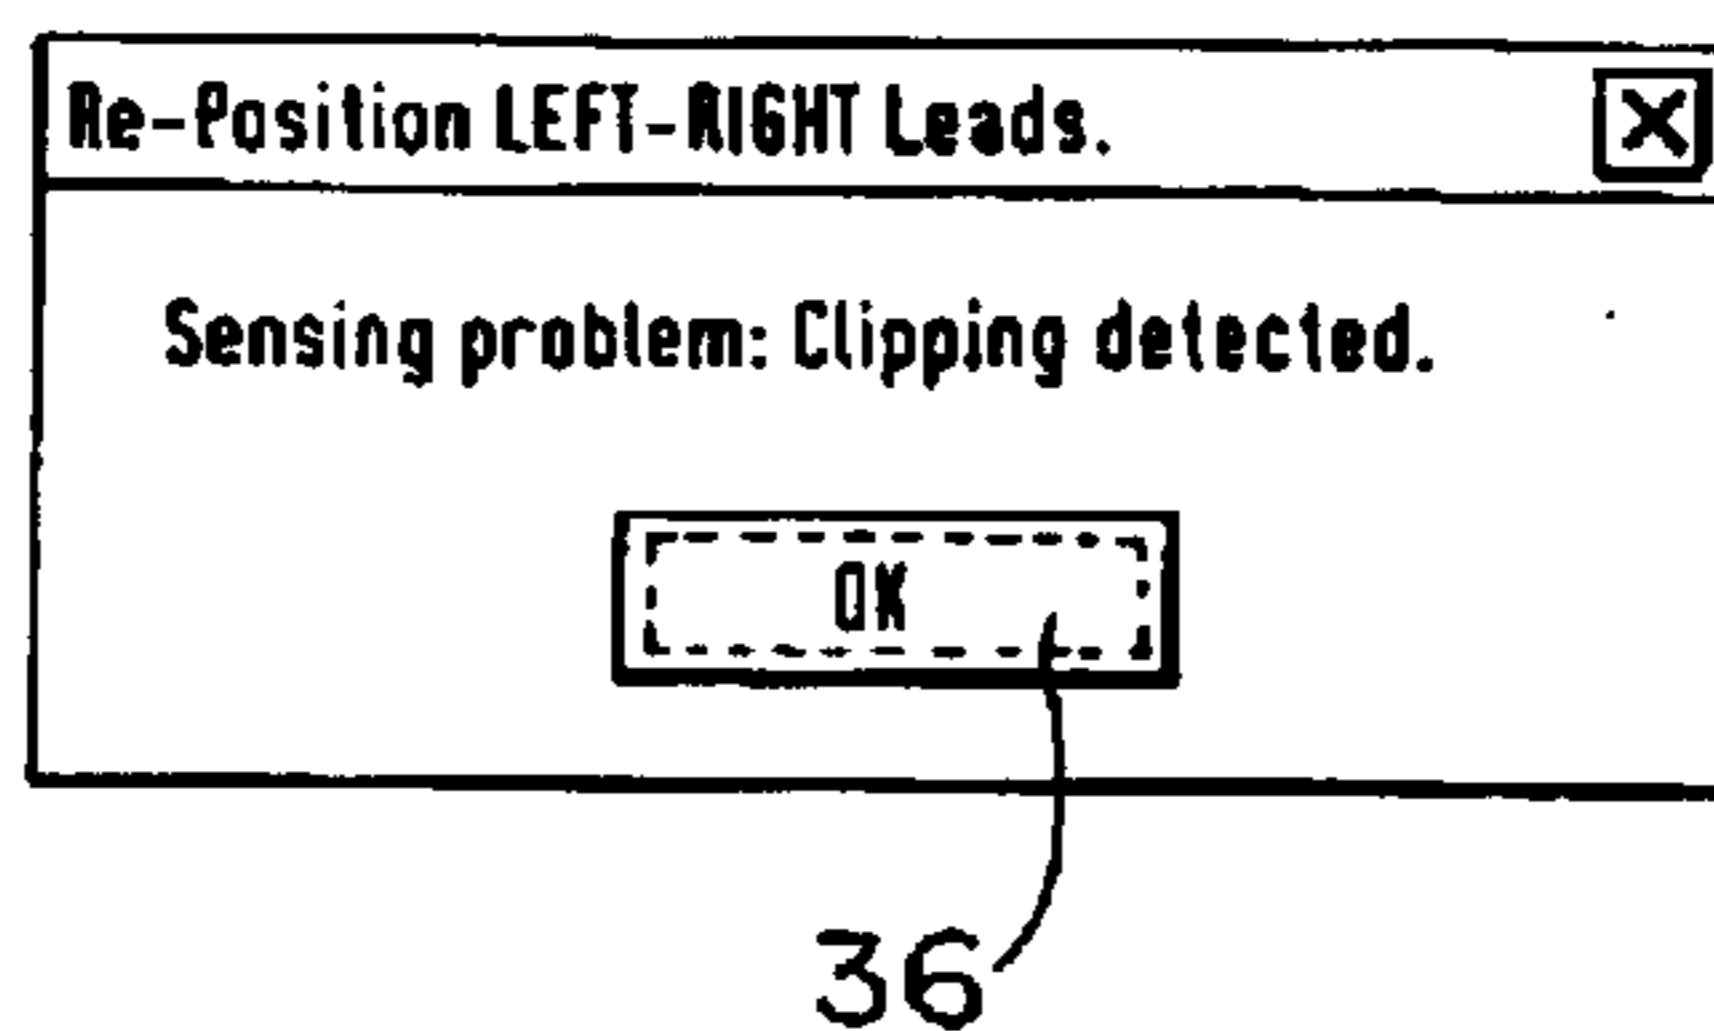 Re-Position LEFT-RIGHT Leads.
Sensing problem: Clipping detected.
OK
36